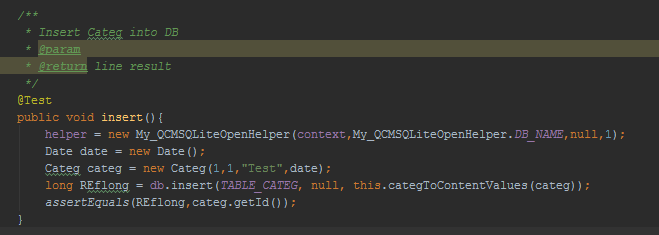 /**
* Insert Categ into DB
* @param
* @return line result
*/
@Test
public void insert(){
helper = new My_QCMSQLiteOpenHelper(context,My_QCMSQLiteOpenHelper.DB_NAME,null,1);
Date date = new Date();
Categ categ = new Categ(1,1,"Test",date);
long REflong = db.insert(TABLE_CATEG, null, this.categToContentValues(categ));
assertEquals(REflong,categ.getId());
}